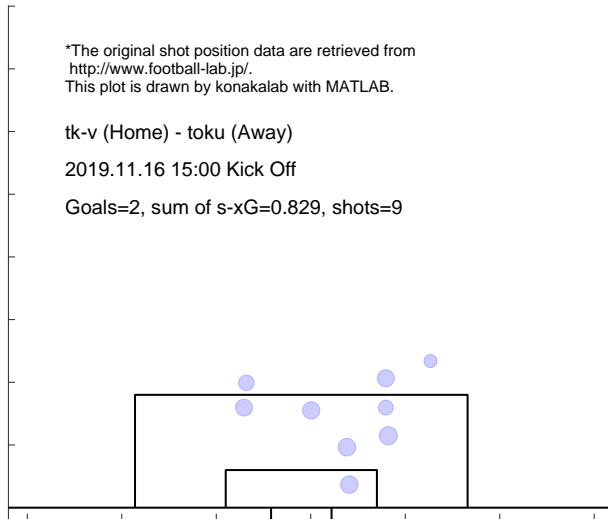 *The original shot position data are retrieved from
http://www.football-lab.jp/.
This plot is drawn by konakalab with MATLAB.
tk-v (Home) - toku (Away)
2019.11.16 15:00 Kick Off
Goals=2, sum of s-xG=0.829, shots=9